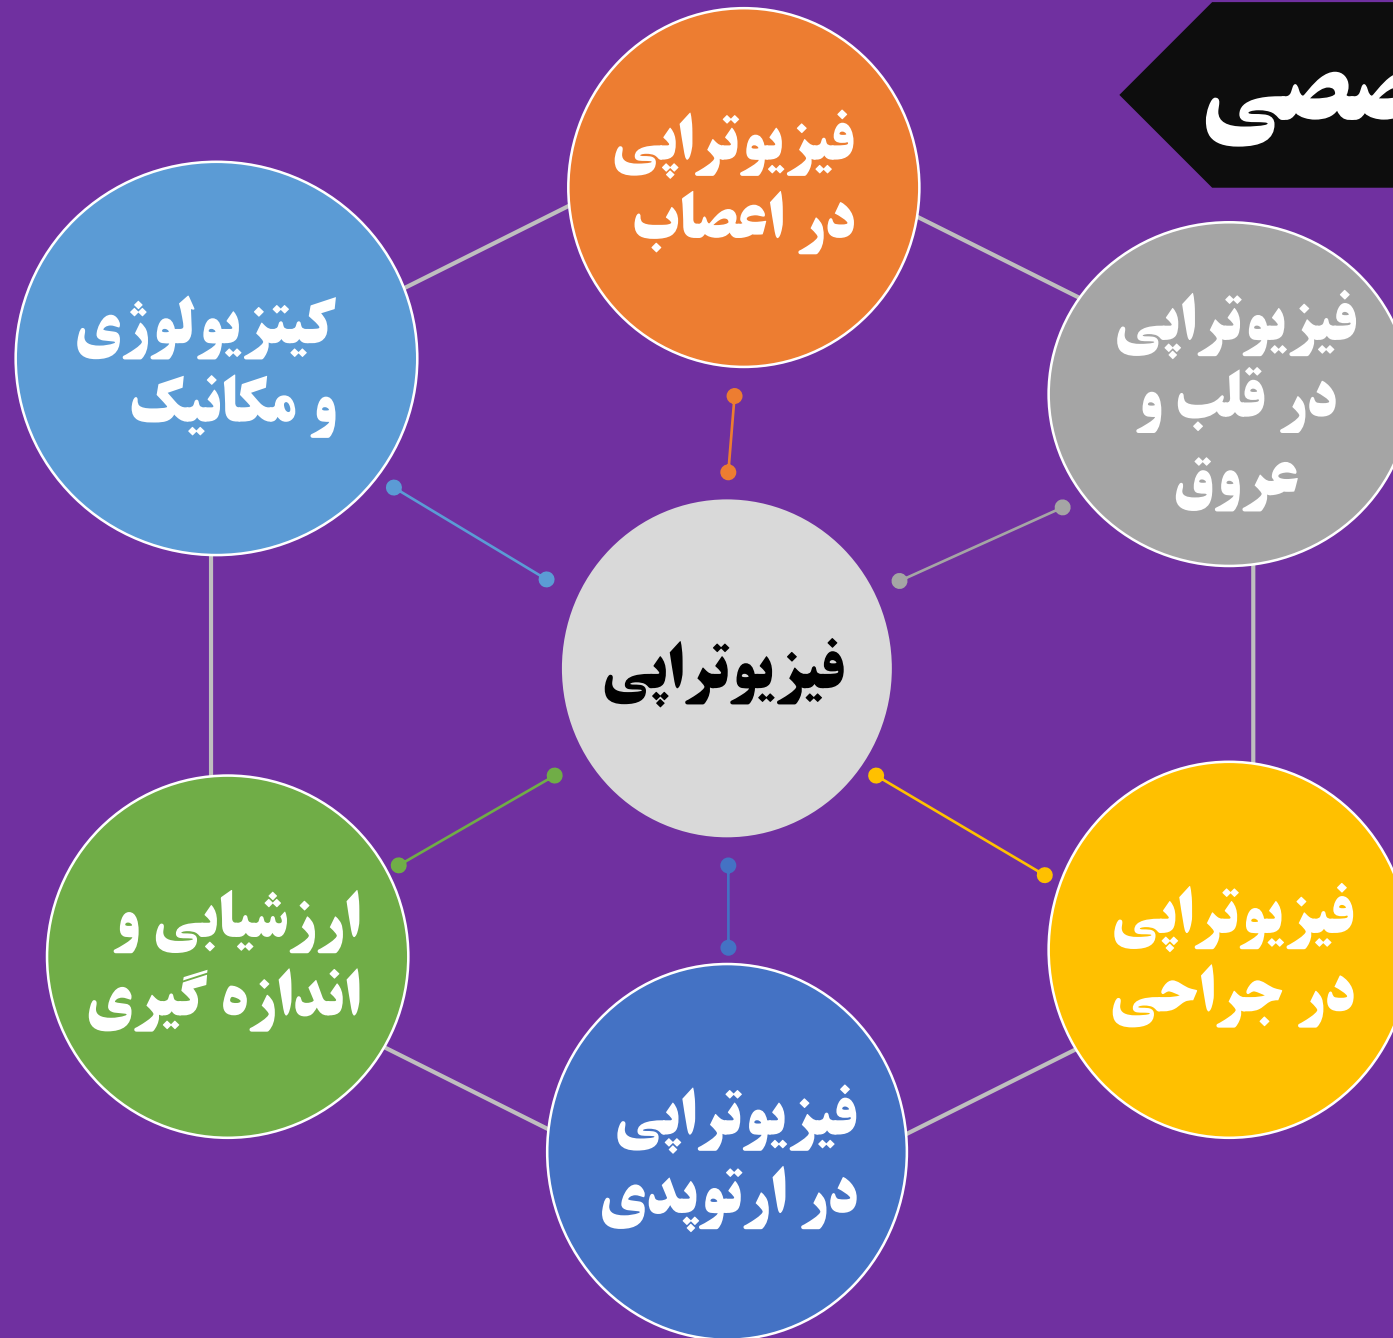 فیزیوتراپی
در اعصاب
فیزیوتراپی
در قلب و
عروق
کیتزیولوژی
و مکانیک
فیزیوتراپی
فیزیوتراپی
در جراحی
ارزشیابی و
اندازه گیری
فیزیوتراپی
در ارتوپدی